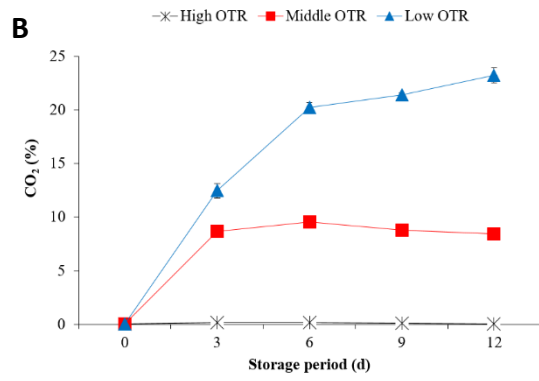 B
High OTR Middle OTR Low OTR
25
20
15
10
5
0
CO₂ (%)
0 3 6 9 12
Storage period (d)